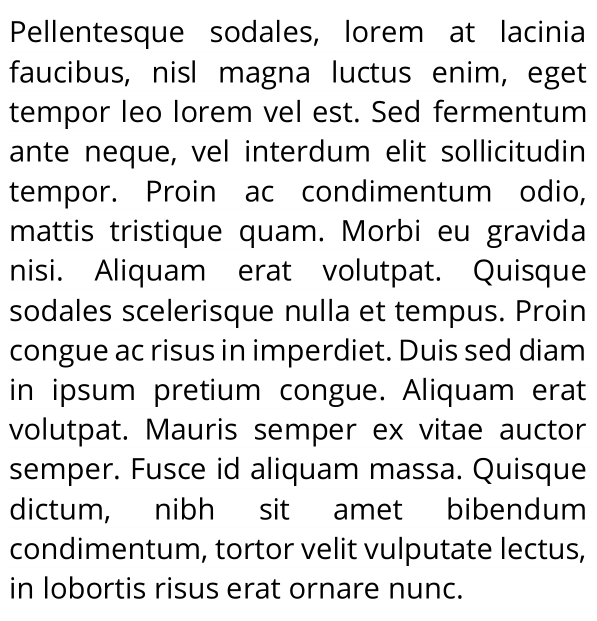 Pellentesque sodales, lorem at lacinia
faucibus, nisl magna luctus enim, eget
tempor leo lorem vel est. Sed fermentum
ante neque, vel interdum elit sollicitudin
tempor. Proin ac condimentum odio,
mattis tristique quam. Morbi eu gravida
nisi. Aliquam erat volutpat. Quisque
sodales scelerisque nulla et tempus. Proin
congue ac risus in imperdiet. Duis sed diam
in ipsum pretium congue. Aliquam erat
volutpat. Mauris semper ex vitae auctor
semper. Fusce id aliquam massa. Quisque
dictum, nibh sit amet bibendum
condimentum, tortor velit vulputate lectus,
in lobortis risus erat ornare nunc.